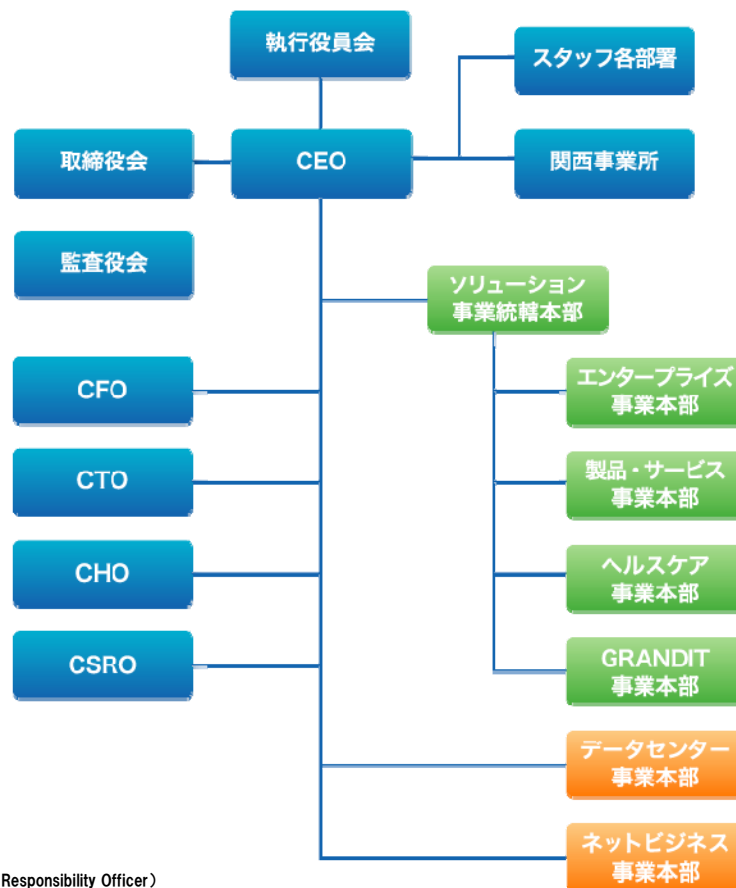 執行役員会
スタッフ各部署
取締役会
CEO
関西事業所
監査役会
ソリューション
事業統轄本部
CFO
エンタープライズ
事業本部
CTO
製品・サービス
事業本部
CHO
ヘルスケア
事業本部
CSRO
GRANDIT
事業本部
データセンター
事業本部
ネットビジネス
事業本部
Responsibility Officer）